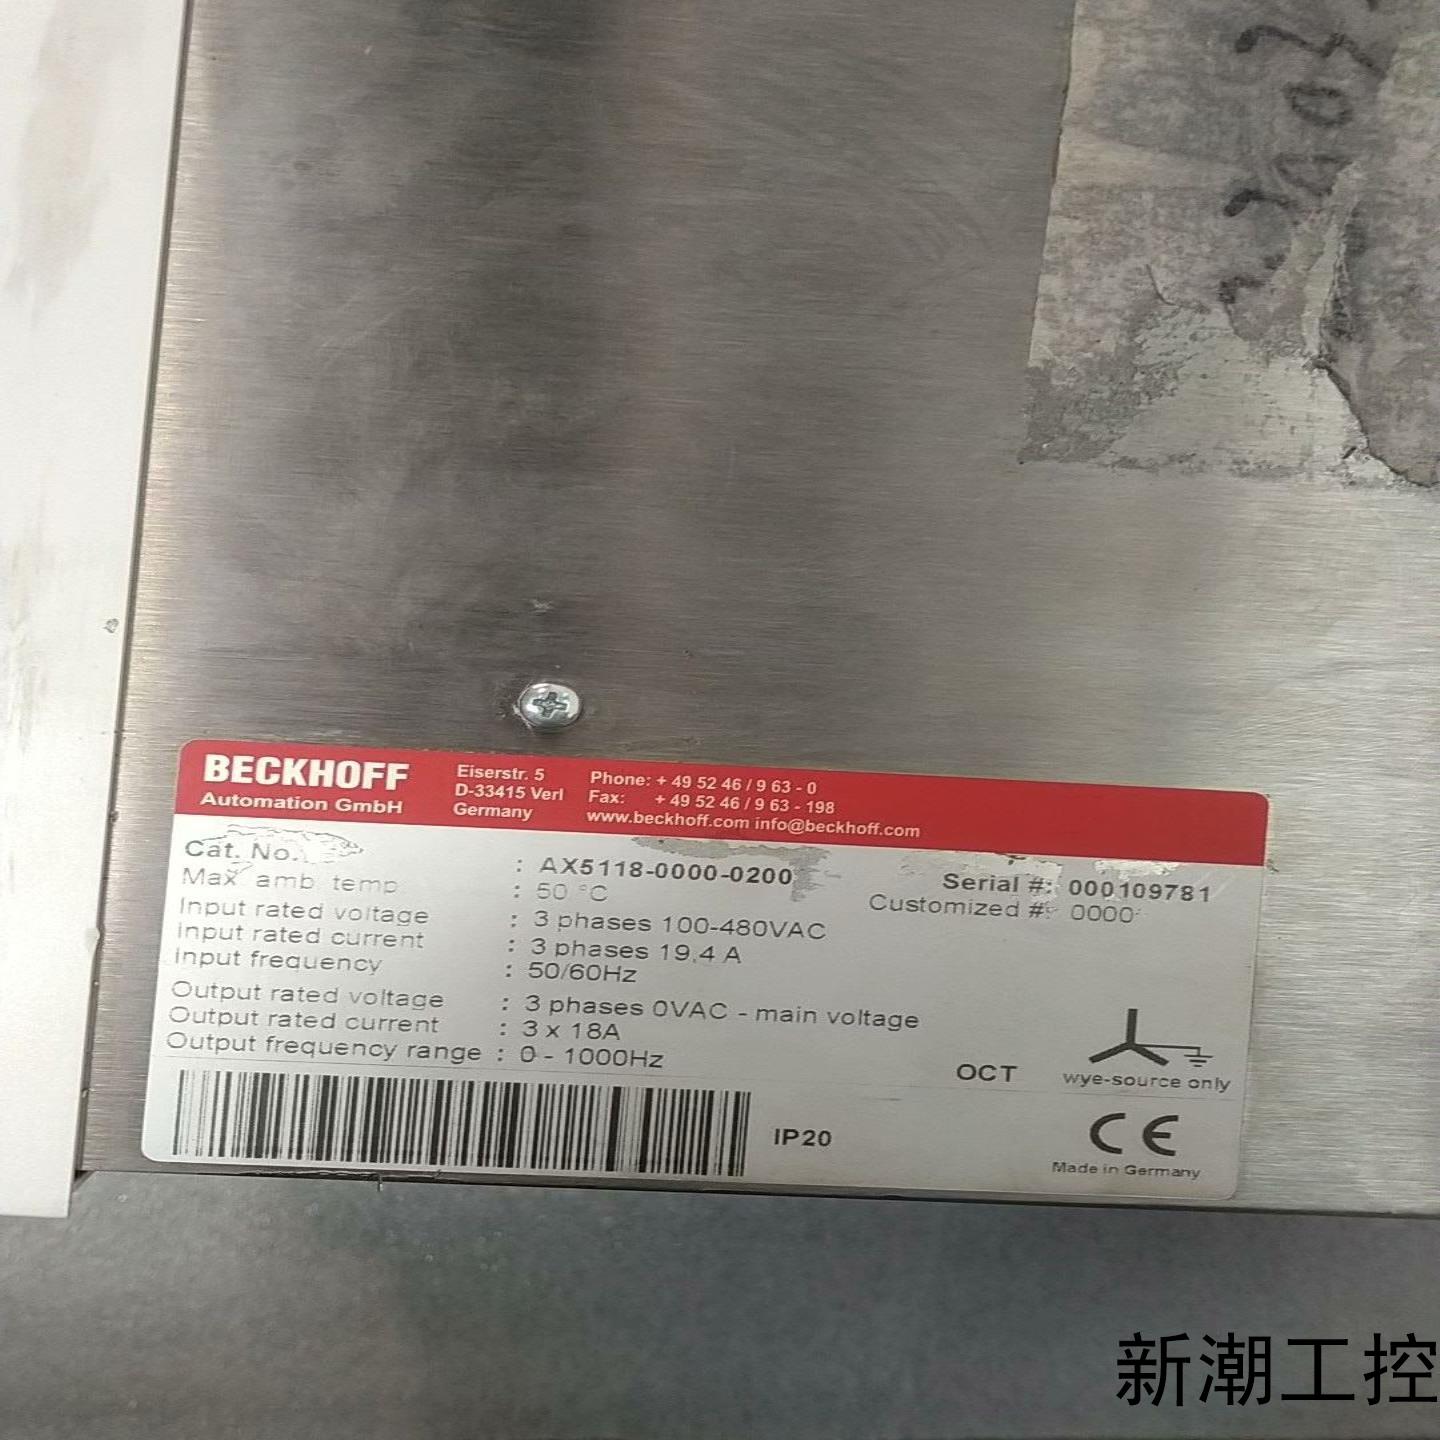 BECKHOFF
Automation GmbH
Eiserstr. 5
D-33415 Verl
Germany
Phone: + 49 52 46 / 9 63 - 0
Fax: + 49 52 46 / 9 63 - 198
www.beckhoff.com info@beckhoff.com
Cat. No. : AX5118-0000-0200
Serial #: 000109781
Max amb temp : 50 °C
Customized #: 0000
Input rated voltage : 3 phases 100-480VAC
Input rated current : 3 phases 19.4 A
Input frequency : 50/60Hz
Output rated voltage : 3 phases 0VAC - main voltage
Output rated current : 3 x 18A
Output frequency range : 0 - 1000Hz
OCT
wye-source only
IP20
CE
Made in Germany
新潮工控